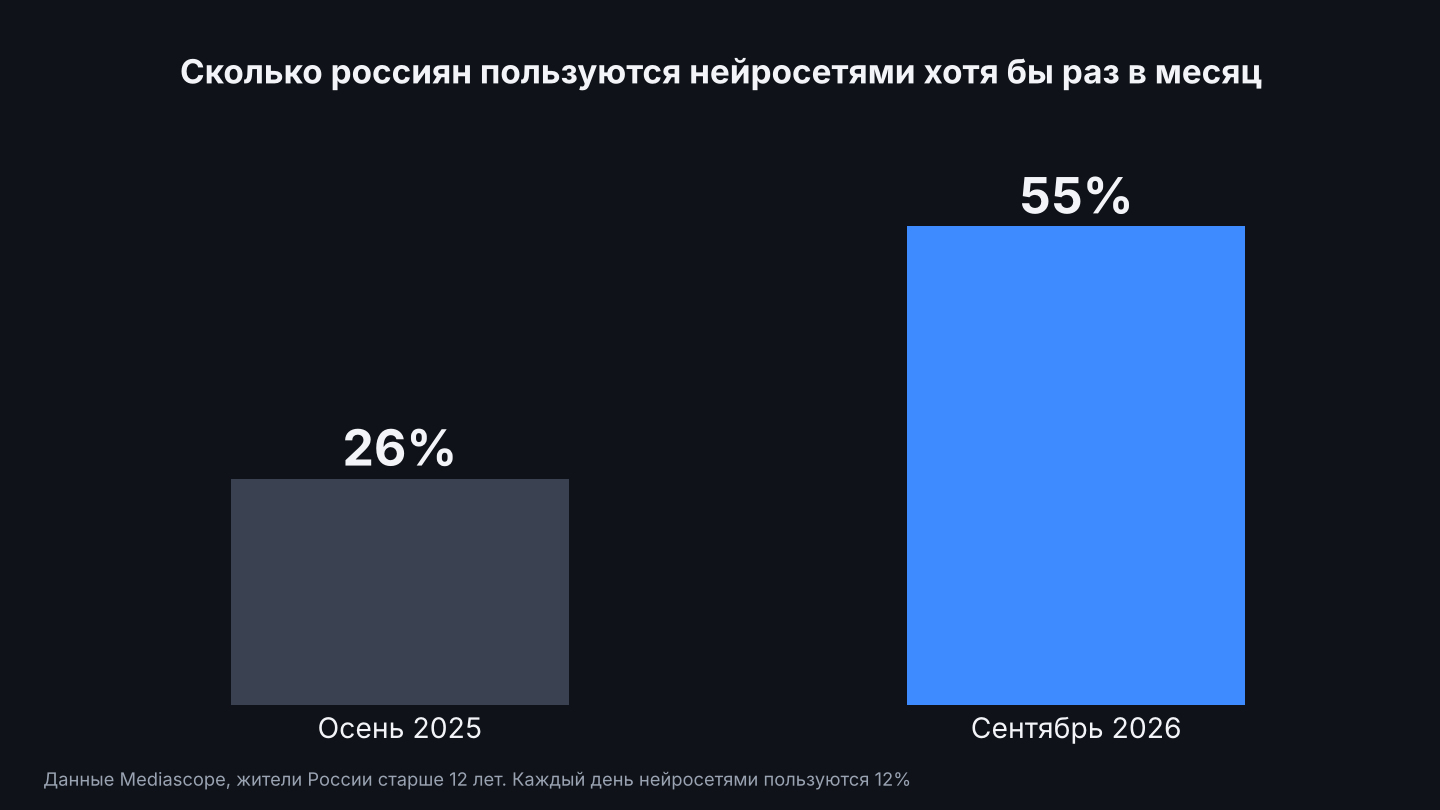 Сколько россиян пользуются нейросетями хотя бы раз в месяц
55%
26%
Осень 2025
Сентябрь 2026
Данные Mediascope, жители России старше 12 лет. Каждый день нейросетями пользуются 12%